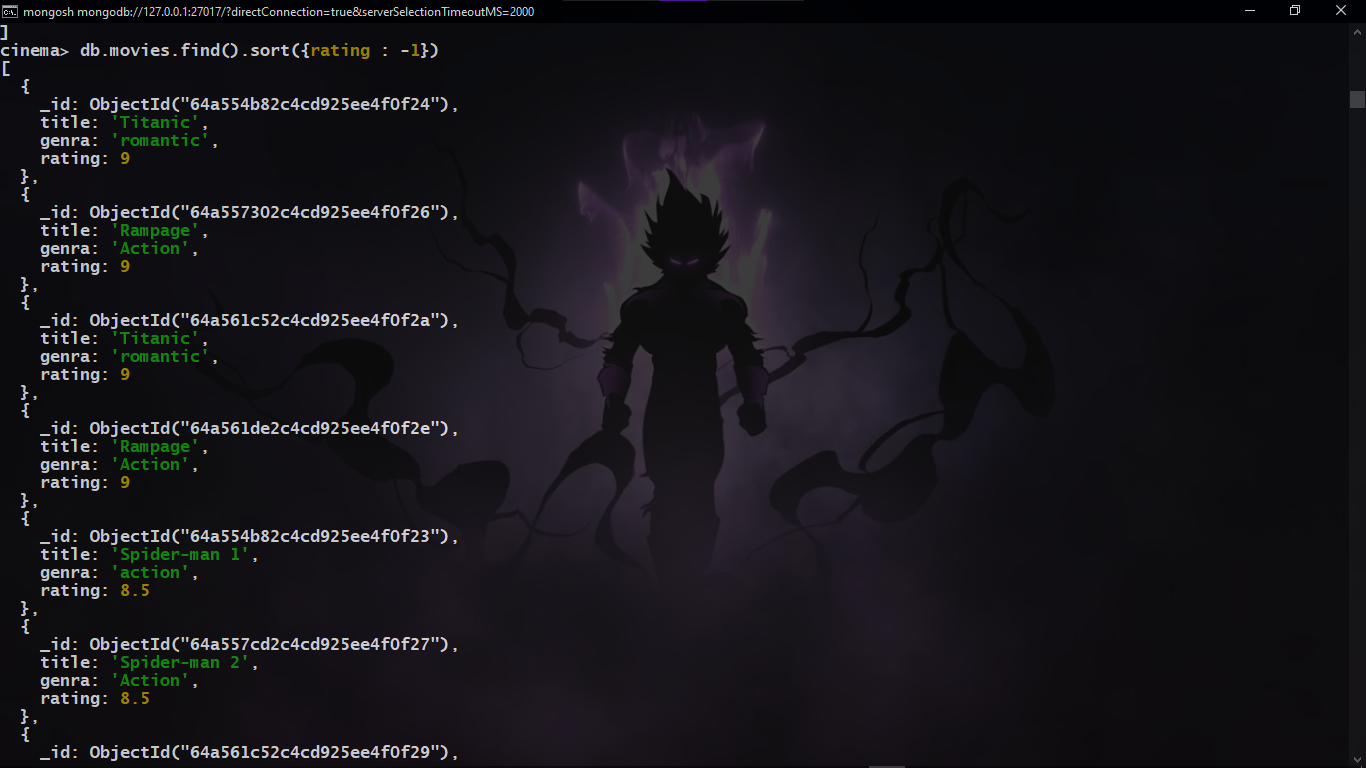 mongosh mongodb://127.0.0.1:27017/?directConnection=true&serverSelectionTimeoutMS=2000
]
cinema> db.movies.find().sort({rating : -1})
[
  {
    _id: ObjectId("64a554b82c4cd925ee4f0f24"),
    title: 'Titanic',
    genra: 'romantic',
    rating: 9
  },
  {
    _id: ObjectId("64a557302c4cd925ee4f0f26"),
    title: 'Rampage',
    genra: 'Action',
    rating: 9
  },
  {
    _id: ObjectId("64a561c52c4cd925ee4f0f2a"),
    title: 'Titanic',
    genra: 'romantic',
    rating: 9
  },
  {
    _id: ObjectId("64a561de2c4cd925ee4f0f2e"),
    title: 'Rampage',
    genra: 'Action',
    rating: 9
  },
  {
    _id: ObjectId("64a554b82c4cd925ee4f0f23"),
    title: 'Spider-man 1',
    genra: 'action',
    rating: 8.5
  },
  {
    _id: ObjectId("64a557cd2c4cd925ee4f0f27"),
    title: 'Spider-man 2',
    genra: 'Action',
    rating: 8.5
  },
  {
    _id: ObjectId("64a561c52c4cd925ee4f0f29"),